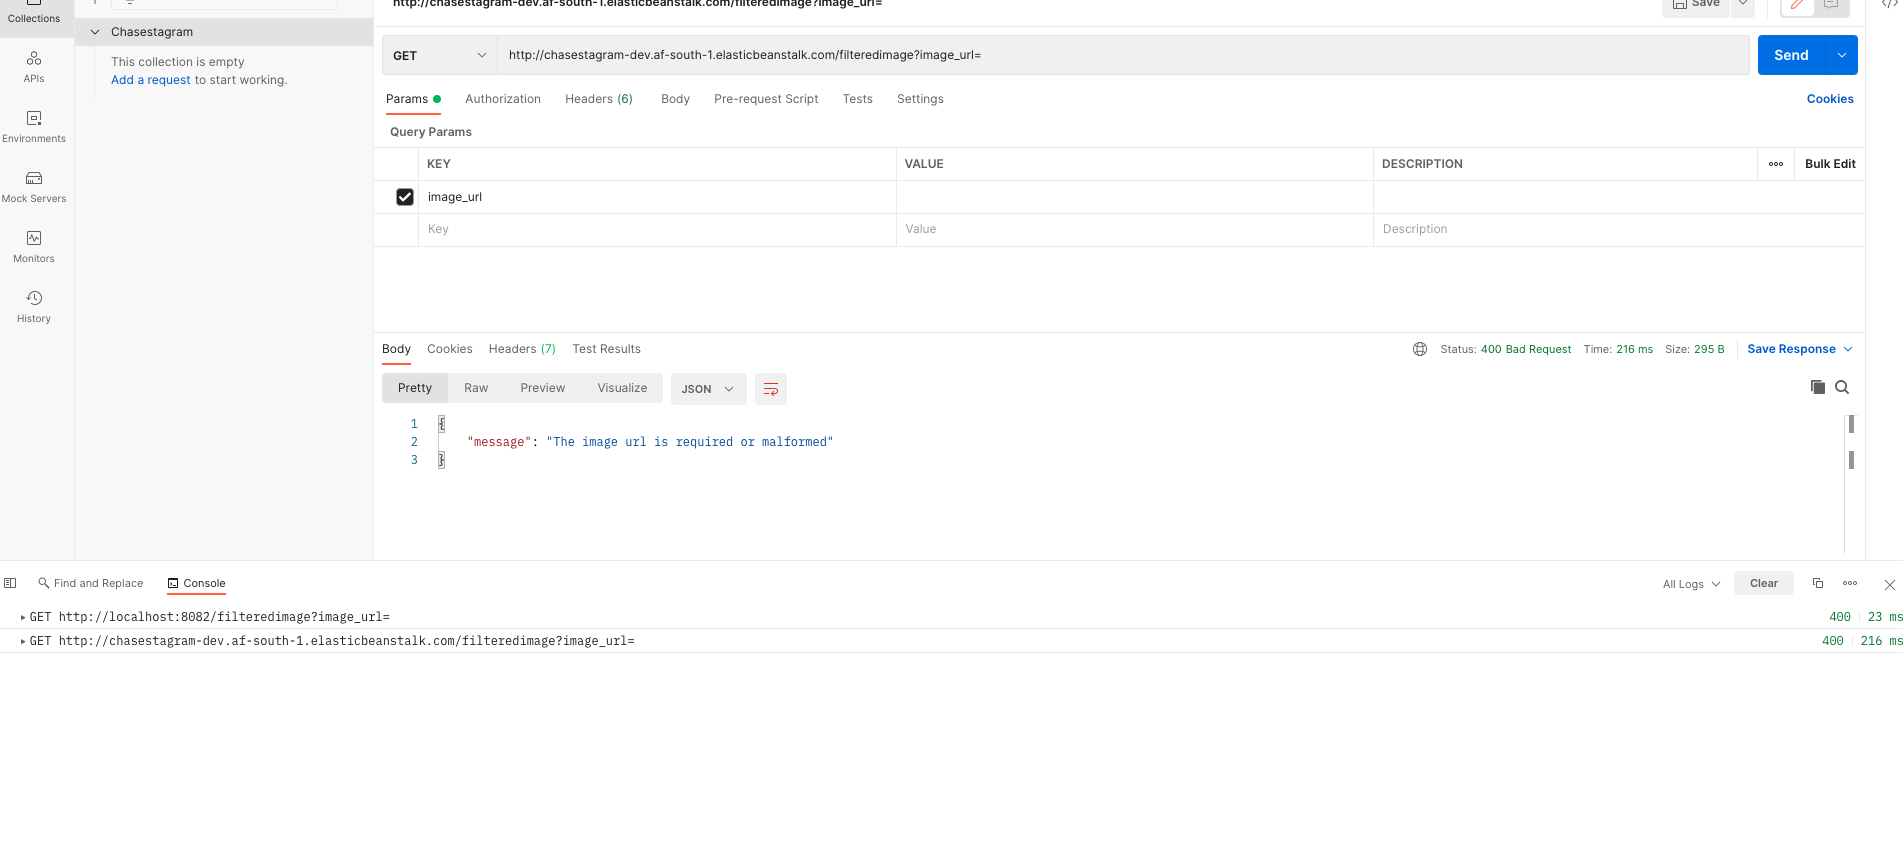 http://chasestagram-dev.af-south-1.elasticbeanstalk.com/filteredimage?image_url=
Save
Collections
Chasestagram
This collection is empty
Add a request to start working.
APIs
Environments
Mock Servers
Monitors
History
GET http://chasestagram-dev.af-south-1.elasticbeanstalk.com/filteredimage?image_url= Send
Params Authorization Headers (6) Body Pre-request Script Tests Settings Cookies
Query Params
KEY VALUE DESCRIPTION Bulk Edit
image_url
Key Value Description
Body Cookies Headers (7) Test Results Status: 400 Bad Request Time: 216 ms Size: 295 B Save Response
Pretty Raw Preview Visualize JSON
1 {
2 "message": "The image url is required or malformed"
3 }
Find and Replace Console All Logs Clear
GET http://localhost:8082/filteredimage?image_url= 400 23 ms
GET http://chasestagram-dev.af-south-1.elasticbeanstalk.com/filteredimage?image_url= 400 216 ms